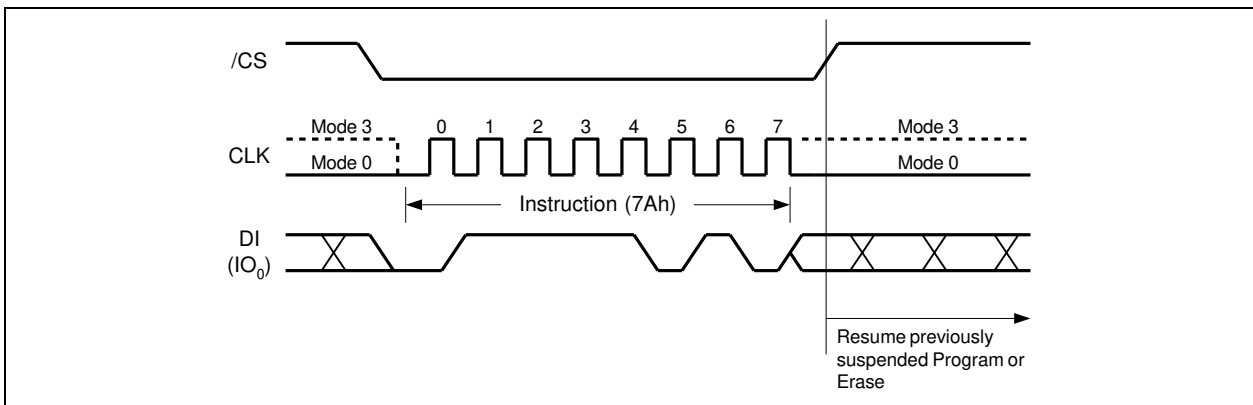 /CS
Mode 3 0 1 2 3 4 5 6 7 Mode 3
CLK
Mode 0 Mode 0
Instruction (7Ah)
DI
(IO0)
Resume previously
suspended Program or
Erase